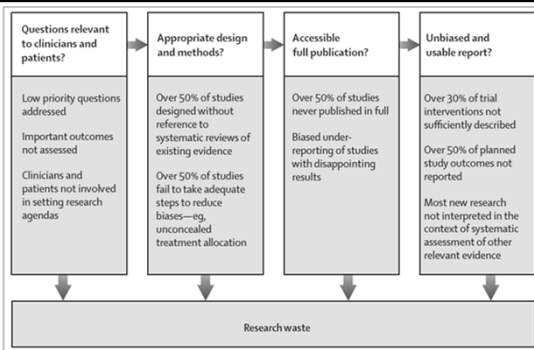 Questions relevant
to clinicians and
patients?
Low priority questions
addressed
Important outcomes
not assessed
Clinicians and
patients not involved
in setting research
agendas
Appropriate design
and methods?
Over 50% of studies
designed without
reference to
systematic reviews of
existing evidence
Over 50% of studies
fail to take adequate
steps to reduce
biases—eg,
unconcealed
treatment allocation
Accessible
full publication?
Over 50% of studies
never published in full
Biased under-
reporting of studies
with disappointing
results
Unbiased and
usable report?
Over 30% of trial
interventions not
sufficiently described
Over 50% of planned
study outcomes not
reported
Most new research
not interpreted in the
context of systematic
assessment of other
relevant evidence
Research waste